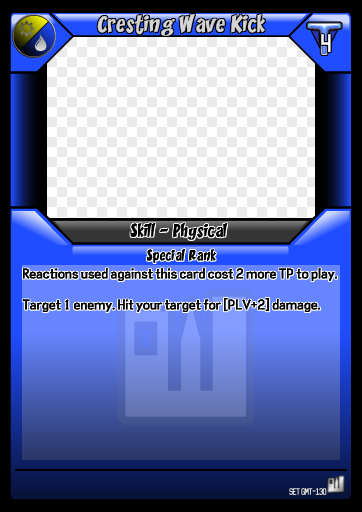 Cresting Wave Kick
4
Skill - Physical
Special Rank
Reactions used against this card cost 2 more TP to play.
Target 1 enemy. Hit your target for [PLV+2] damage.
SET GMT-130